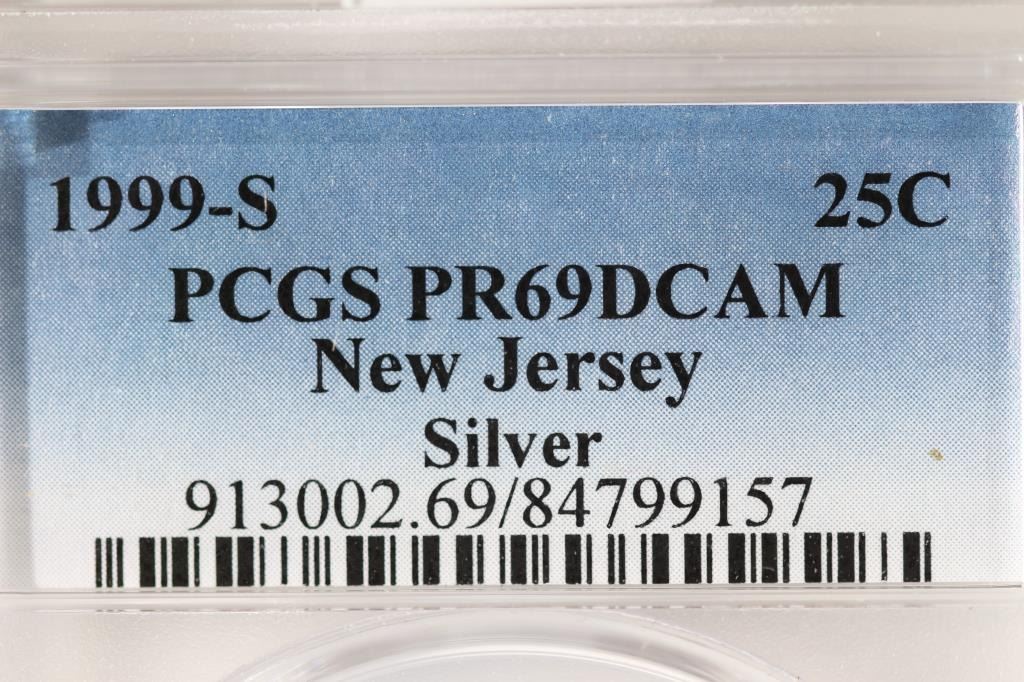 1999-S 25C
PCGS PR69DCAM
New Jersey
Silver
913002.69/84799157